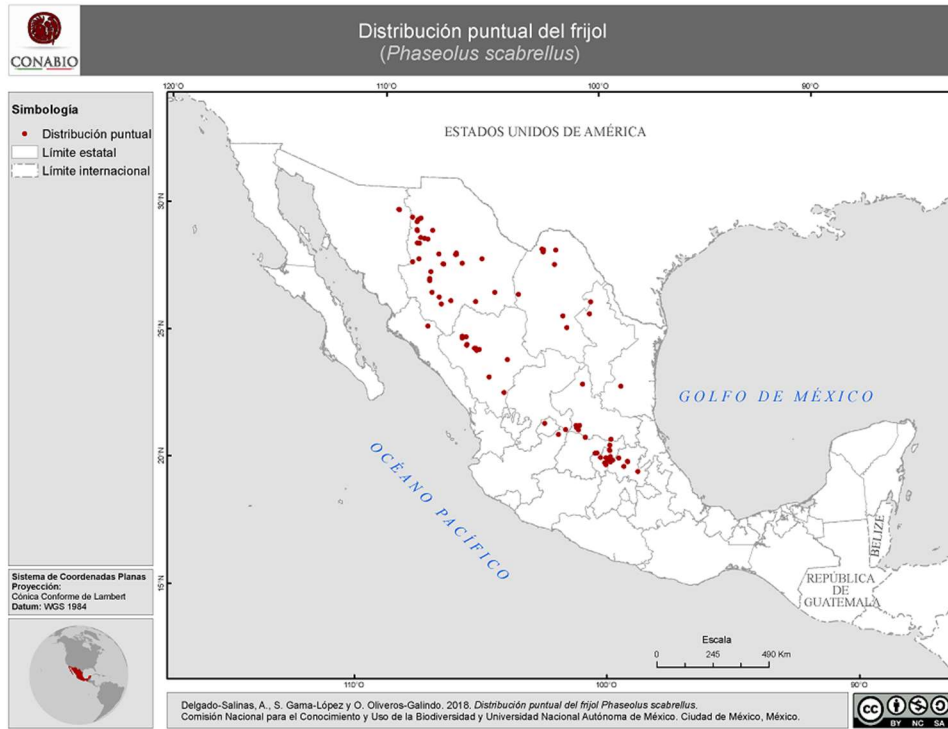 CONABIO
Distribución puntual del frijol
(Phaseolus scabrellus)
120°O
110°O
100°O
90°O
Simbología
Distribución puntual
Límite estatal
Límite internacional
ESTADOS UNIDOS DE AMÉRICA
30°N
25°N
20°N
15°N
GOLFO DE MÉXICO
OCÉANO PACÍFICO
BELIZE
REPÚBLICA
DE
GUATEMALA
Sistema de Coordenadas Planas
Proyección:
Cónica Conforme de Lambert
Datum: WGS 1984
Escala
0 245 490 Km
110°O
100°O
90°O
Delgado-Salinas, A., S. Gama-López y O. Oliveros-Galindo. 2018. Distribución puntual del frijol Phaseolus scabrellus.
Comisión Nacional para el Conocimiento y Uso de la Biodiversidad y Universidad Nacional Autónoma de México. Ciudad de México, México.
cc
BY NC SA